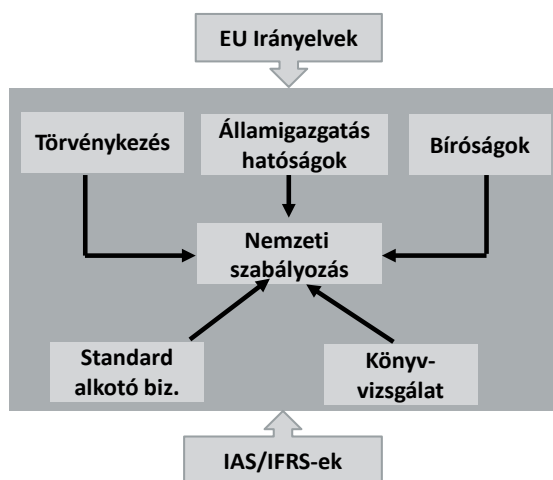 EU Irányelvek
Törvénykezés
Államigazgatás
hatóságok
Bíróságok
Nemzeti
szabályozás
Standard
alkotó biz.
Könyv-
vizsgálat
IAS/IFRS-ek